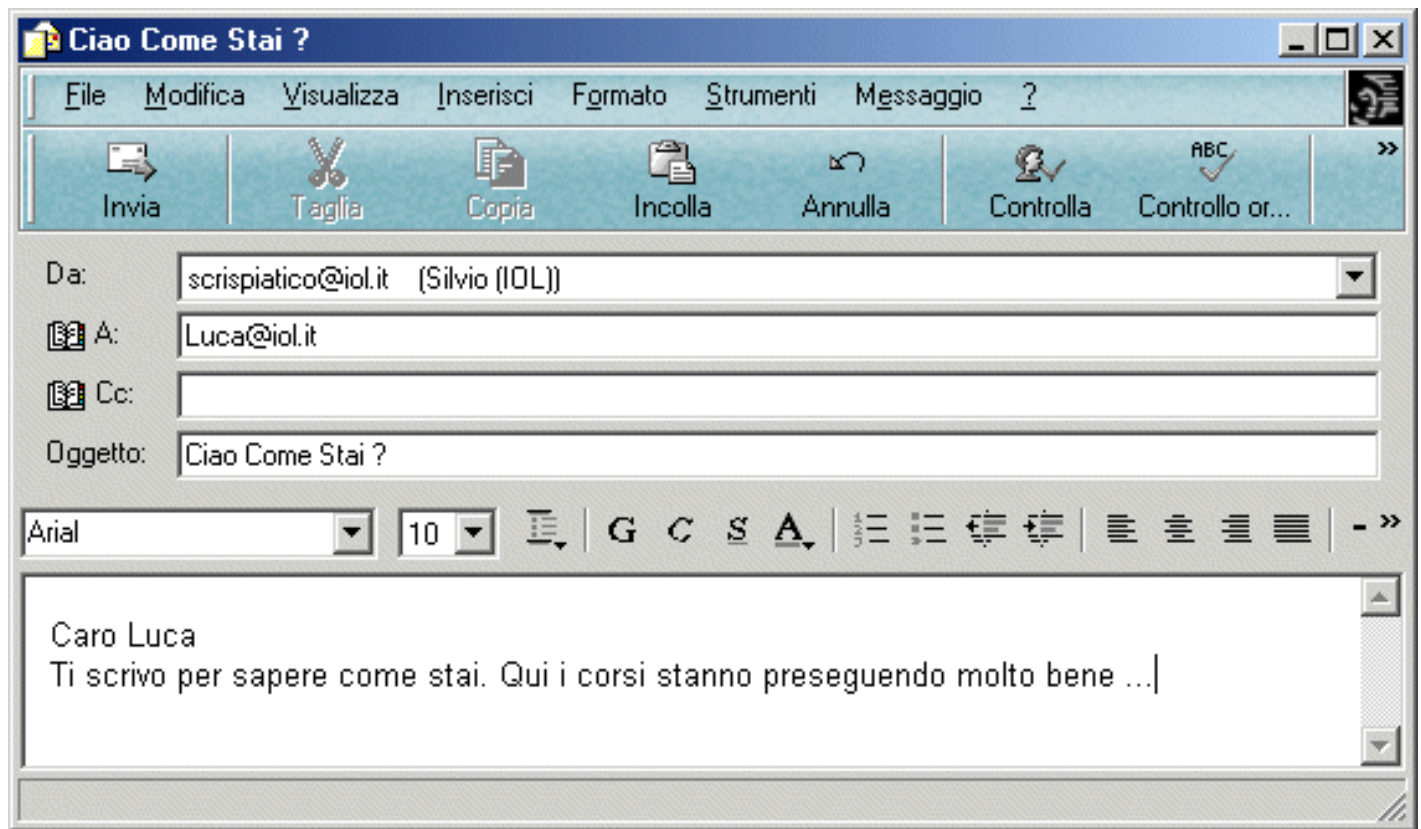 Ciao Come Stai ?
File Modifica Visualizza Inserisci Formato Strumenti Messaggio ?
ABC
Invia Taglia Copia Incolla Annulla Controlla Controllo or...
Da: scrispiatico@iol.it (Silvio (IOL))
A: Luca@iol.it
Cc:
Oggetto: Ciao Come Stai ?
Arial 10 G C S A
Caro Luca
Ti scrivo per sapere come stai. Qui i corsi stanno preseguendo molto bene ...